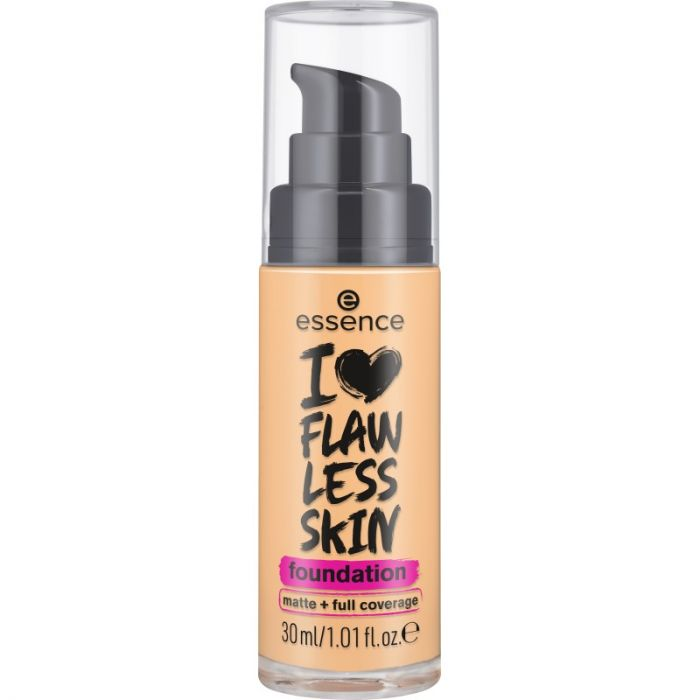 e
essence
I ♥
FLAW
LESS
SKIN
foundation
matte + full coverage
30ml/1.01 fl.oz.℮